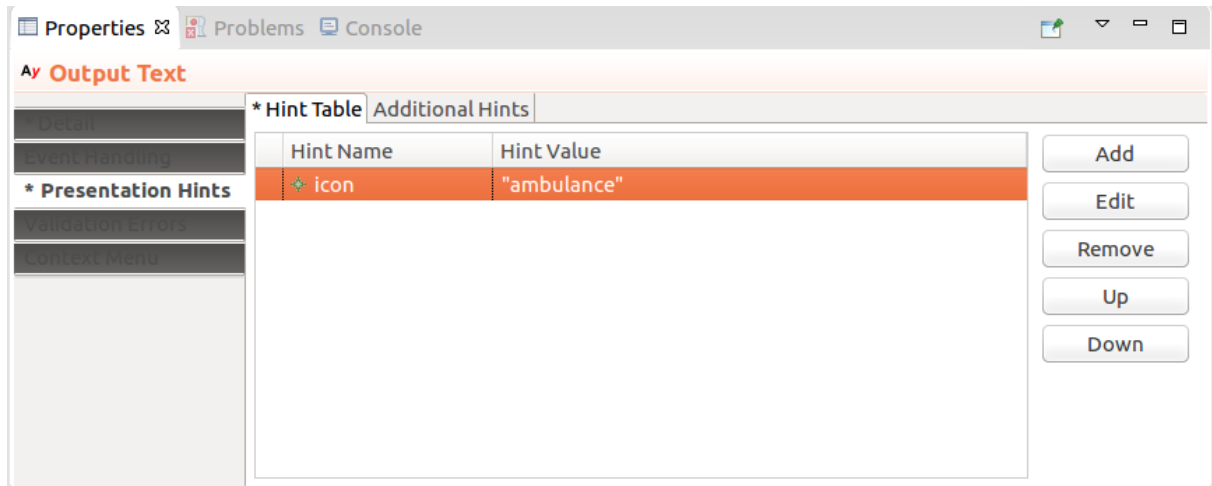 Properties Problems Console
Ay Output Text
* Hint Table Additional Hints
* Detail
Event Handling
* Presentation Hints
Validation Errors
Context Menu
Hint Name Hint Value
icon "ambulance"
Add
Edit
Remove
Up
Down